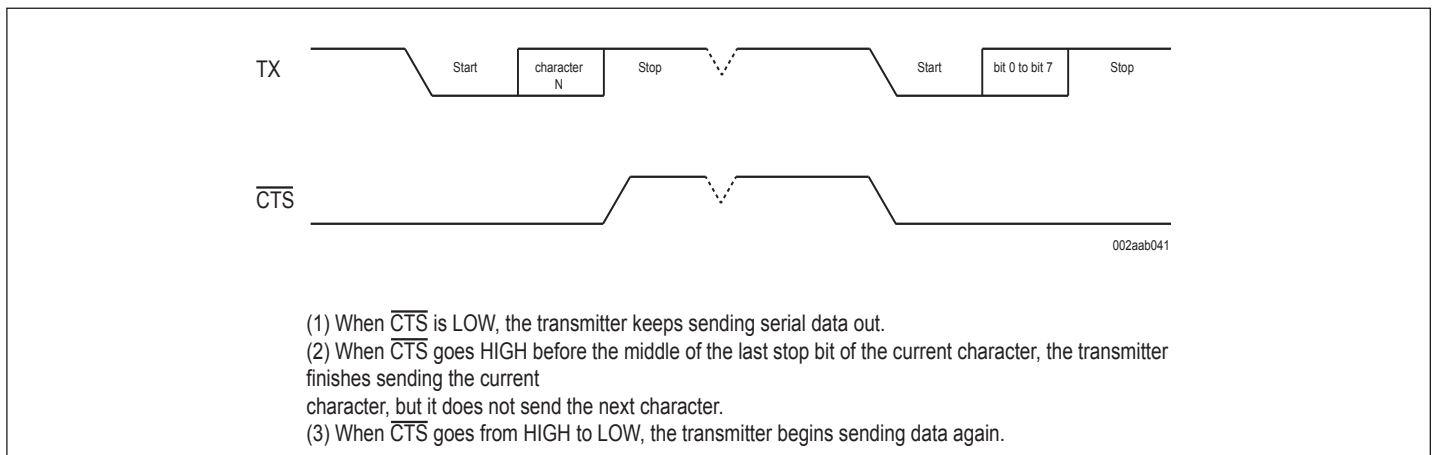 TX
Start
character
N
Stop
Start
bit 0 to bit 7
Stop
CTS
002aab041
(1) When CTS is LOW, the transmitter keeps sending serial data out.
(2) When CTS goes HIGH before the middle of the last stop bit of the current character, the transmitter
finishes sending the current
character, but it does not send the next character.
(3) When CTS goes from HIGH to LOW, the transmitter begins sending data again.